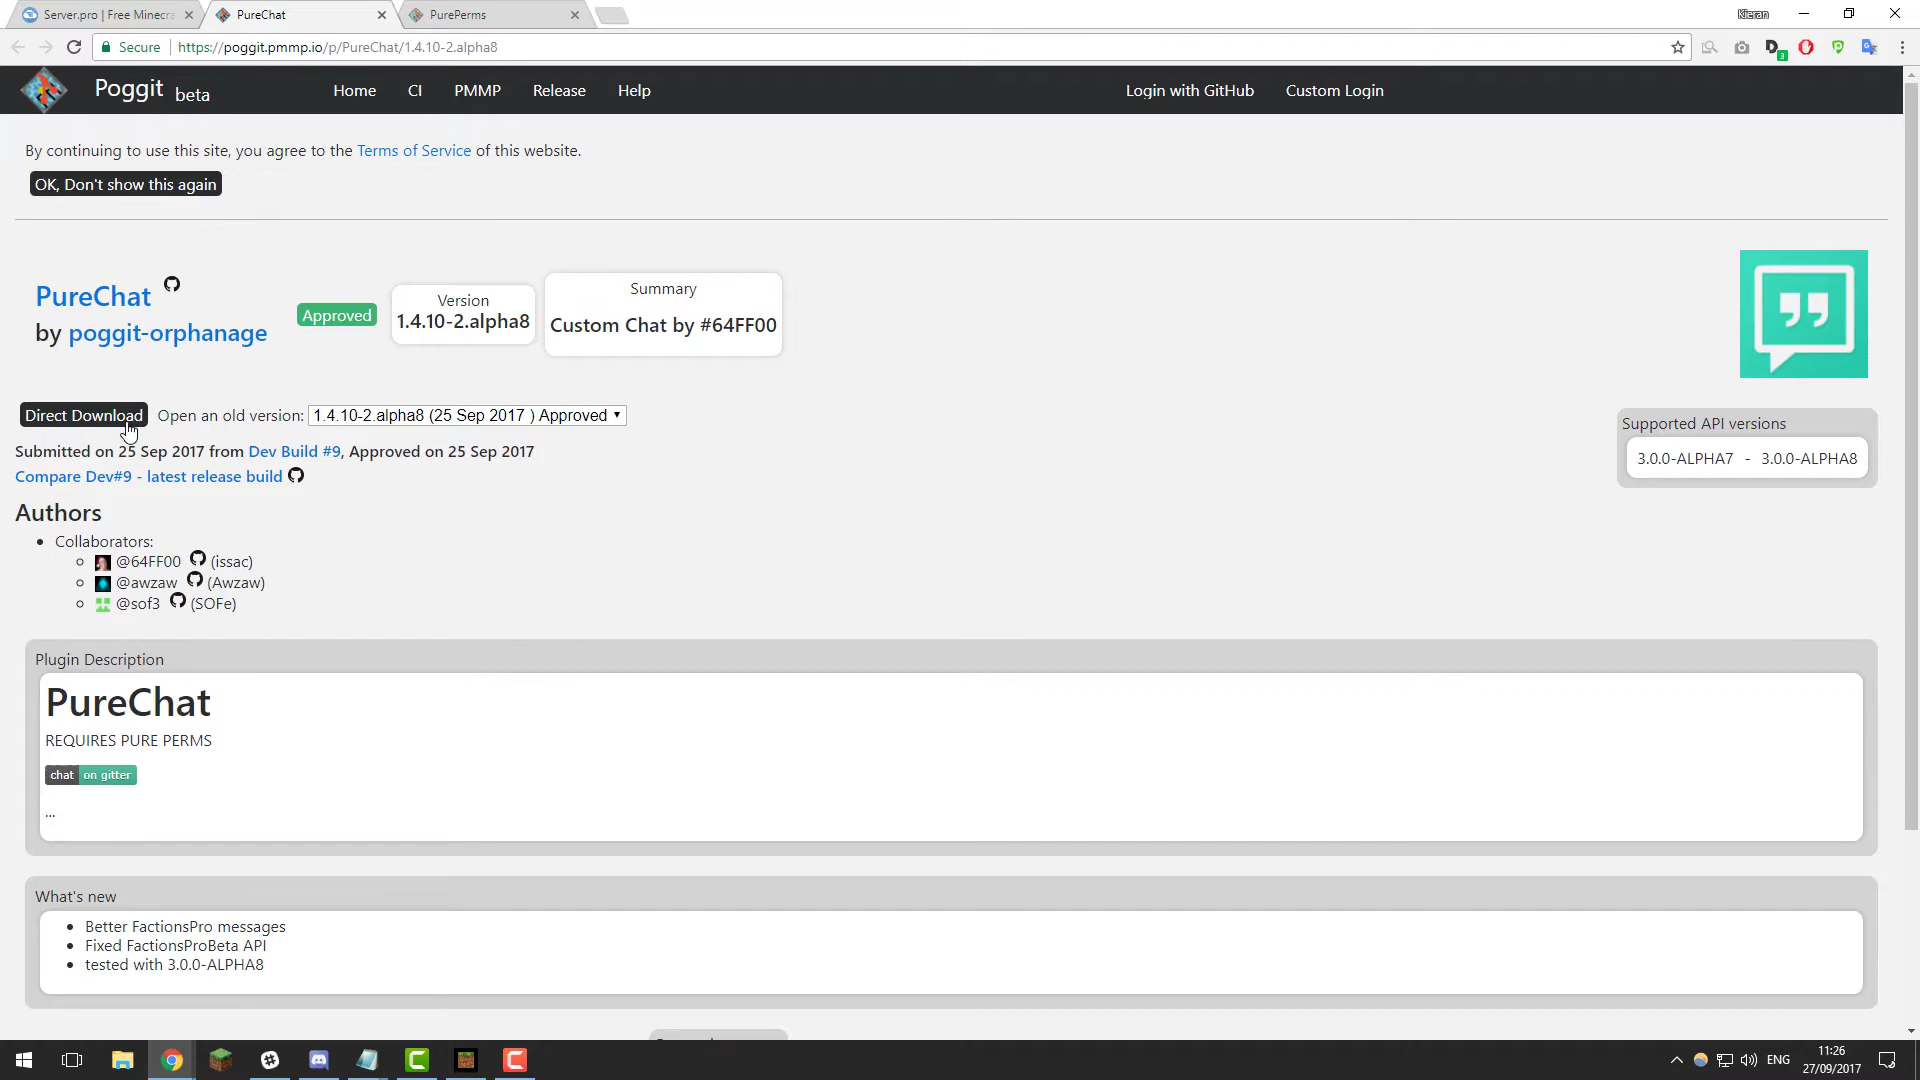 Server.pro | Free Minecra
PureChat
PurePerms
Kieran
Secure
https://poggit.pmmp.io/p/PureChat/1.4.10-2.alpha8
3
Poggit beta
Home
CI
PMMP
Release
Help
Login with GitHub
Custom Login
By continuing to use this site, you agree to the Terms of Service of this website.
OK, Don't show this again
PureChat
by poggit-orphanage
Approved
Version
1.4.10-2.alpha8
Summary
Custom Chat by #64FF00
Direct Download
Open an old version: 1.4.10-2.alpha8 (25 Sep 2017 ) Approved
Submitted on 25 Sep 2017 from Dev Build #9, Approved on 25 Sep 2017
Compare Dev#9 - latest release build
Supported API versions
3.0.0-ALPHA7 - 3.0.0-ALPHA8
Authors
Collaborators:
@64FF00 (issac)
@awzaw (Awzaw)
@sof3 (SOFe)
Plugin Description
PureChat
REQUIRES PURE PERMS
chat on gitter
...
What's new
Better FactionsPro messages
Fixed FactionsProBeta API
tested with 3.0.0-ALPHA8
ENG
11:26
27/09/2017